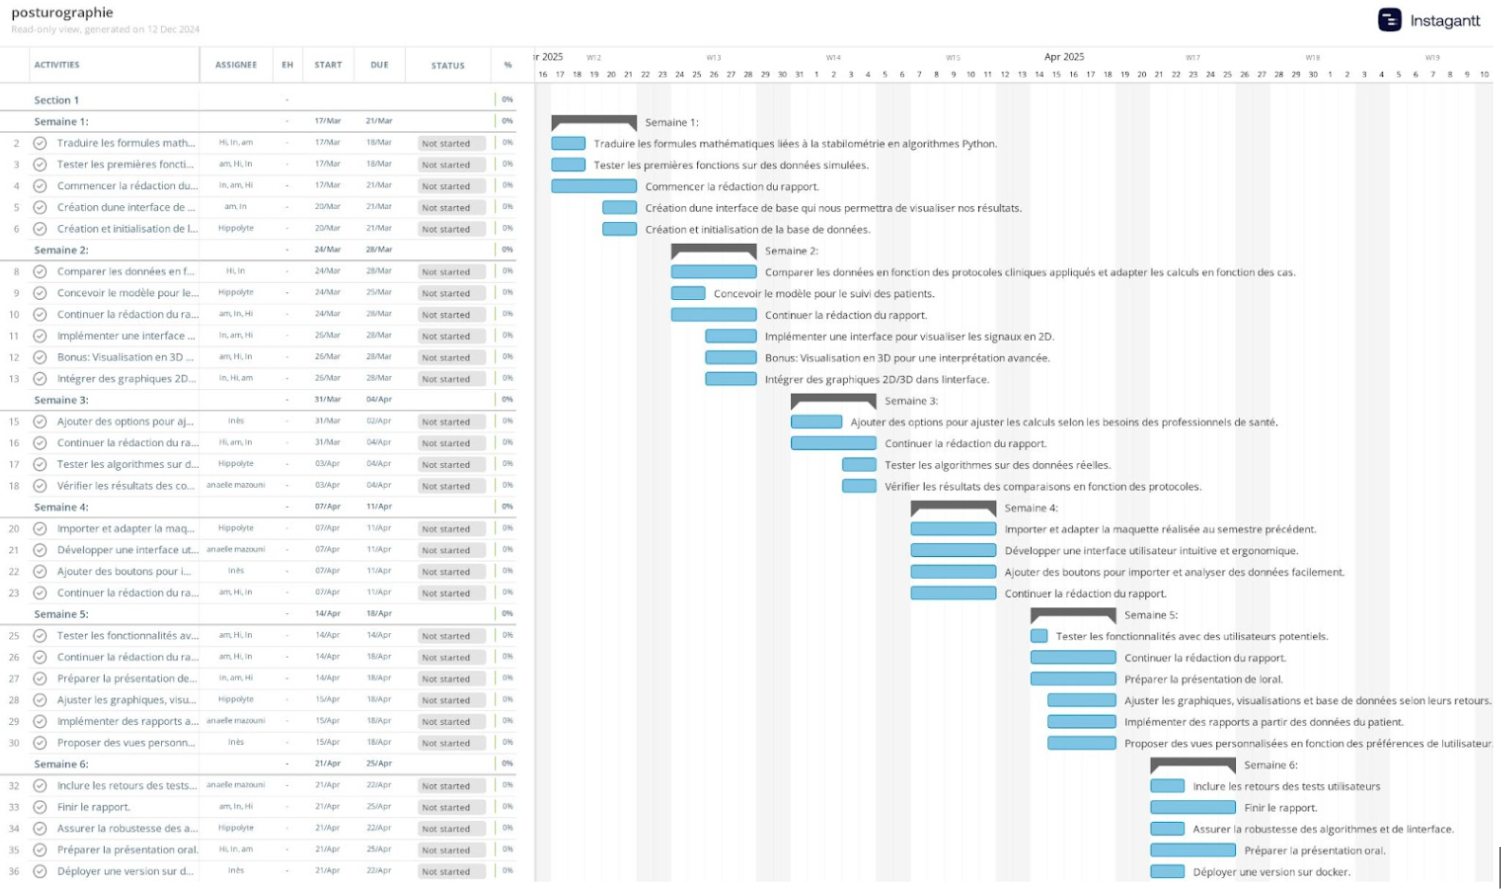 posturographie
Read-only view, generated on 12 Dec 2024
Instagantt
ACTIVITIES ASSIGNEE EH START DUE STATUS %
r 2025 W12 W13 W14 W15 Apr 2025 W17 W18 W19
16 17 18 19 20 21 22 23 24 25 26 27 28 29 30 31 1 2 3 4 5 6 7 8 9 10 11 12 13 14 15 16 17 18 19 20 21 22 23 24 25 26 27 28 29 30 1 2 3 4 5 6 7 8 9 10
Section 1 - 0%
Semaine 1: 17/Mar 21/Mar 0% Semaine 1:
2 Traduire les formules math... Hi, In, am - 17/Mar 18/Mar Not started 0% Traduire les formules mathématiques liées à la stabilométrie en algorithmes Python.
3 Tester les premières foncti... am, Hi, In - 17/Mar 18/Mar Not started 0% Tester les premières fonctions sur des données simulées.
4 Commencer la rédaction du... In, am, Hi - 17/Mar 21/Mar Not started 0% Commencer la rédaction du rapport.
5 Création dune interface de ... am, In - 20/Mar 21/Mar Not started 0% Création dune interface de base qui nous permettra de visualiser nos résultats.
6 Création et initialisation de l... Hippolyte - 20/Mar 21/Mar Not started 0% Création et initialisation de la base de données.
Semaine 2: - 24/Mar 28/Mar 0% Semaine 2:
8 Comparer les données en f... Hi, In - 24/Mar 28/Mar Not started 0% Comparer les données en fonction des protocoles cliniques appliqués et adapter les calculs en fonction des cas.
9 Concevoir le modèle pour le... Hippolyte - 24/Mar 25/Mar Not started 0% Concevoir le modèle pour le suivi des patients.
10 Continuer la rédaction du ra... am, In, Hi - 24/Mar 28/Mar Not started 0% Continuer la rédaction du rapport.
11 Implémenter une interface ... In, am, Hi - 26/Mar 28/Mar Not started 0% Implémenter une interface pour visualiser les signaux en 2D.
12 Bonus: Visualisation en 3D ... am, Hi, In - 26/Mar 28/Mar Not started 0% Bonus: Visualisation en 3D pour une interprétation avancée.
13 Intégrer des graphiques 2D... In, Hi, am - 26/Mar 28/Mar Not started 0% Intégrer des graphiques 2D/3D dans linterface.
Semaine 3: - 31/Mar 04/Apr 0% Semaine 3:
15 Ajouter des options pour aj... Inès - 31/Mar 02/Apr Not started 0% Ajouter des options pour ajuster les calculs selon les besoins des professionnels de santé.
16 Continuer la rédaction du ra... Hi, am, In - 31/Mar 04/Apr Not started 0% Continuer la rédaction du rapport.
17 Tester les algorithmes sur d... Hippolyte - 03/Apr 04/Apr Not started 0% Tester les algorithmes sur des données réelles.
18 Vérifier les résultats des co... anaelle mazouni - 03/Apr 04/Apr Not started 0% Vérifier les résultats des comparaisons en fonction des protocoles.
Semaine 4: - 07/Apr 11/Apr 0% Semaine 4:
20 Importer et adapter la maq... Hippolyte - 07/Apr 11/Apr Not started 0% Importer et adapter la maquette réalisée au semestre précédent.
21 Développer une interface ut... anaelle mazouni - 07/Apr 11/Apr Not started 0% Développer une interface utilisateur intuitive et ergonomique.
22 Ajouter des boutons pour i... Inès - 07/Apr 11/Apr Not started 0% Ajouter des boutons pour importer et analyser des données facilement.
23 Continuer la rédaction du ra... am, Hi, In - 07/Apr 11/Apr Not started 0% Continuer la rédaction du rapport.
Semaine 5: - 14/Apr 18/Apr 0% Semaine 5:
25 Tester les fonctionnalités av... am, Hi, In - 14/Apr 14/Apr Not started 0% Tester les fonctionnalités avec des utilisateurs potentiels.
26 Continuer la rédaction du ra... am, Hi, In - 14/Apr 18/Apr Not started 0% Continuer la rédaction du rapport.
27 Préparer la présentation de... In, am, Hi - 14/Apr 18/Apr Not started 0% Préparer la présentation de loral.
28 Ajuster les graphiques, visu... Hippolyte - 15/Apr 18/Apr Not started 0% Ajuster les graphiques, visualisations et base de données selon leurs retours.
29 Implémenter des rapports a... anaelle mazouni - 15/Apr 18/Apr Not started 0% Implémenter des rapports a partir des données du patient.
30 Proposer des vues personn... Inès - 15/Apr 18/Apr Not started 0% Proposer des vues personnalisées en fonction des préférences de lutilisateur
Semaine 6: - 21/Apr 25/Apr 0% Semaine 6:
32 Inclure les retours des tests... anaelle mazouni - 21/Apr 22/Apr Not started 0% Inclure les retours des tests utilisateurs
33 Finir le rapport. am, In, Hi - 21/Apr 25/Apr Not started 0% Finir le rapport.
34 Assurer la robustesse des a... Hippolyte - 21/Apr 22/Apr Not started 0% Assurer la robustesse des algorithmes et de linterface.
35 Préparer la présentation oral. Hi, In, am - 21/Apr 25/Apr Not started 0% Préparer la présentation oral.
36 Déployer une version sur d... Inès - 21/Apr 22/Apr Not started 0% Déployer une version sur docker.